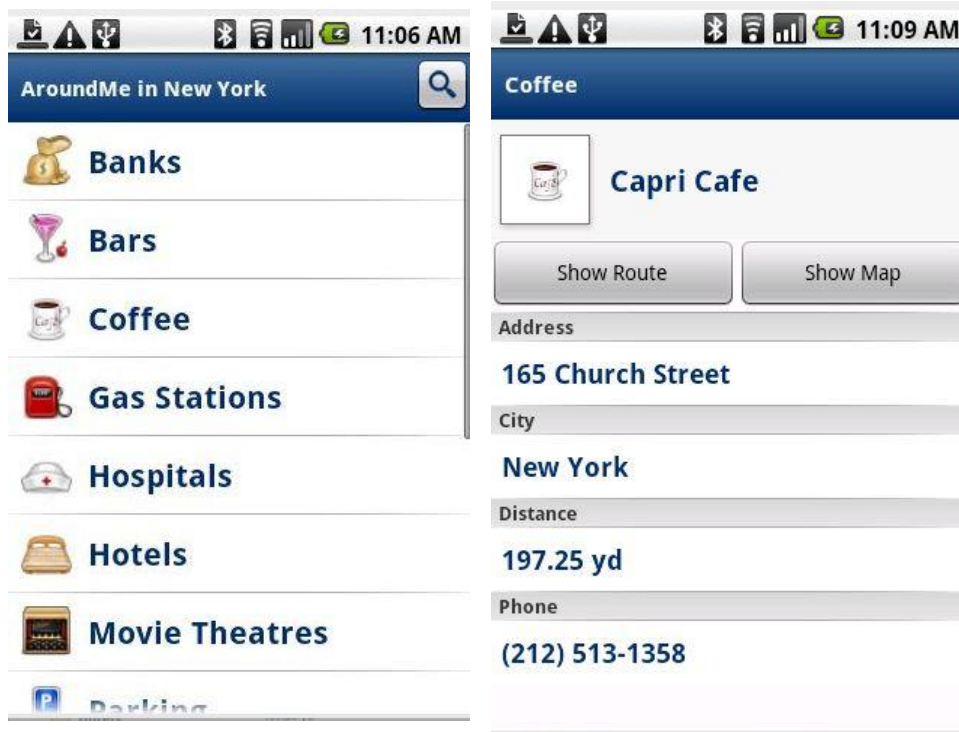 11:06 AM
AroundMe in New York
Banks
Bars
Coffee
Gas Stations
Hospitals
Hotels
Movie Theatres
Parking
11:09 AM
Coffee
Capri Cafe
Show Route
Show Map
Address
165 Church Street
City
New York
Distance
197.25 yd
Phone
(212) 513-1358